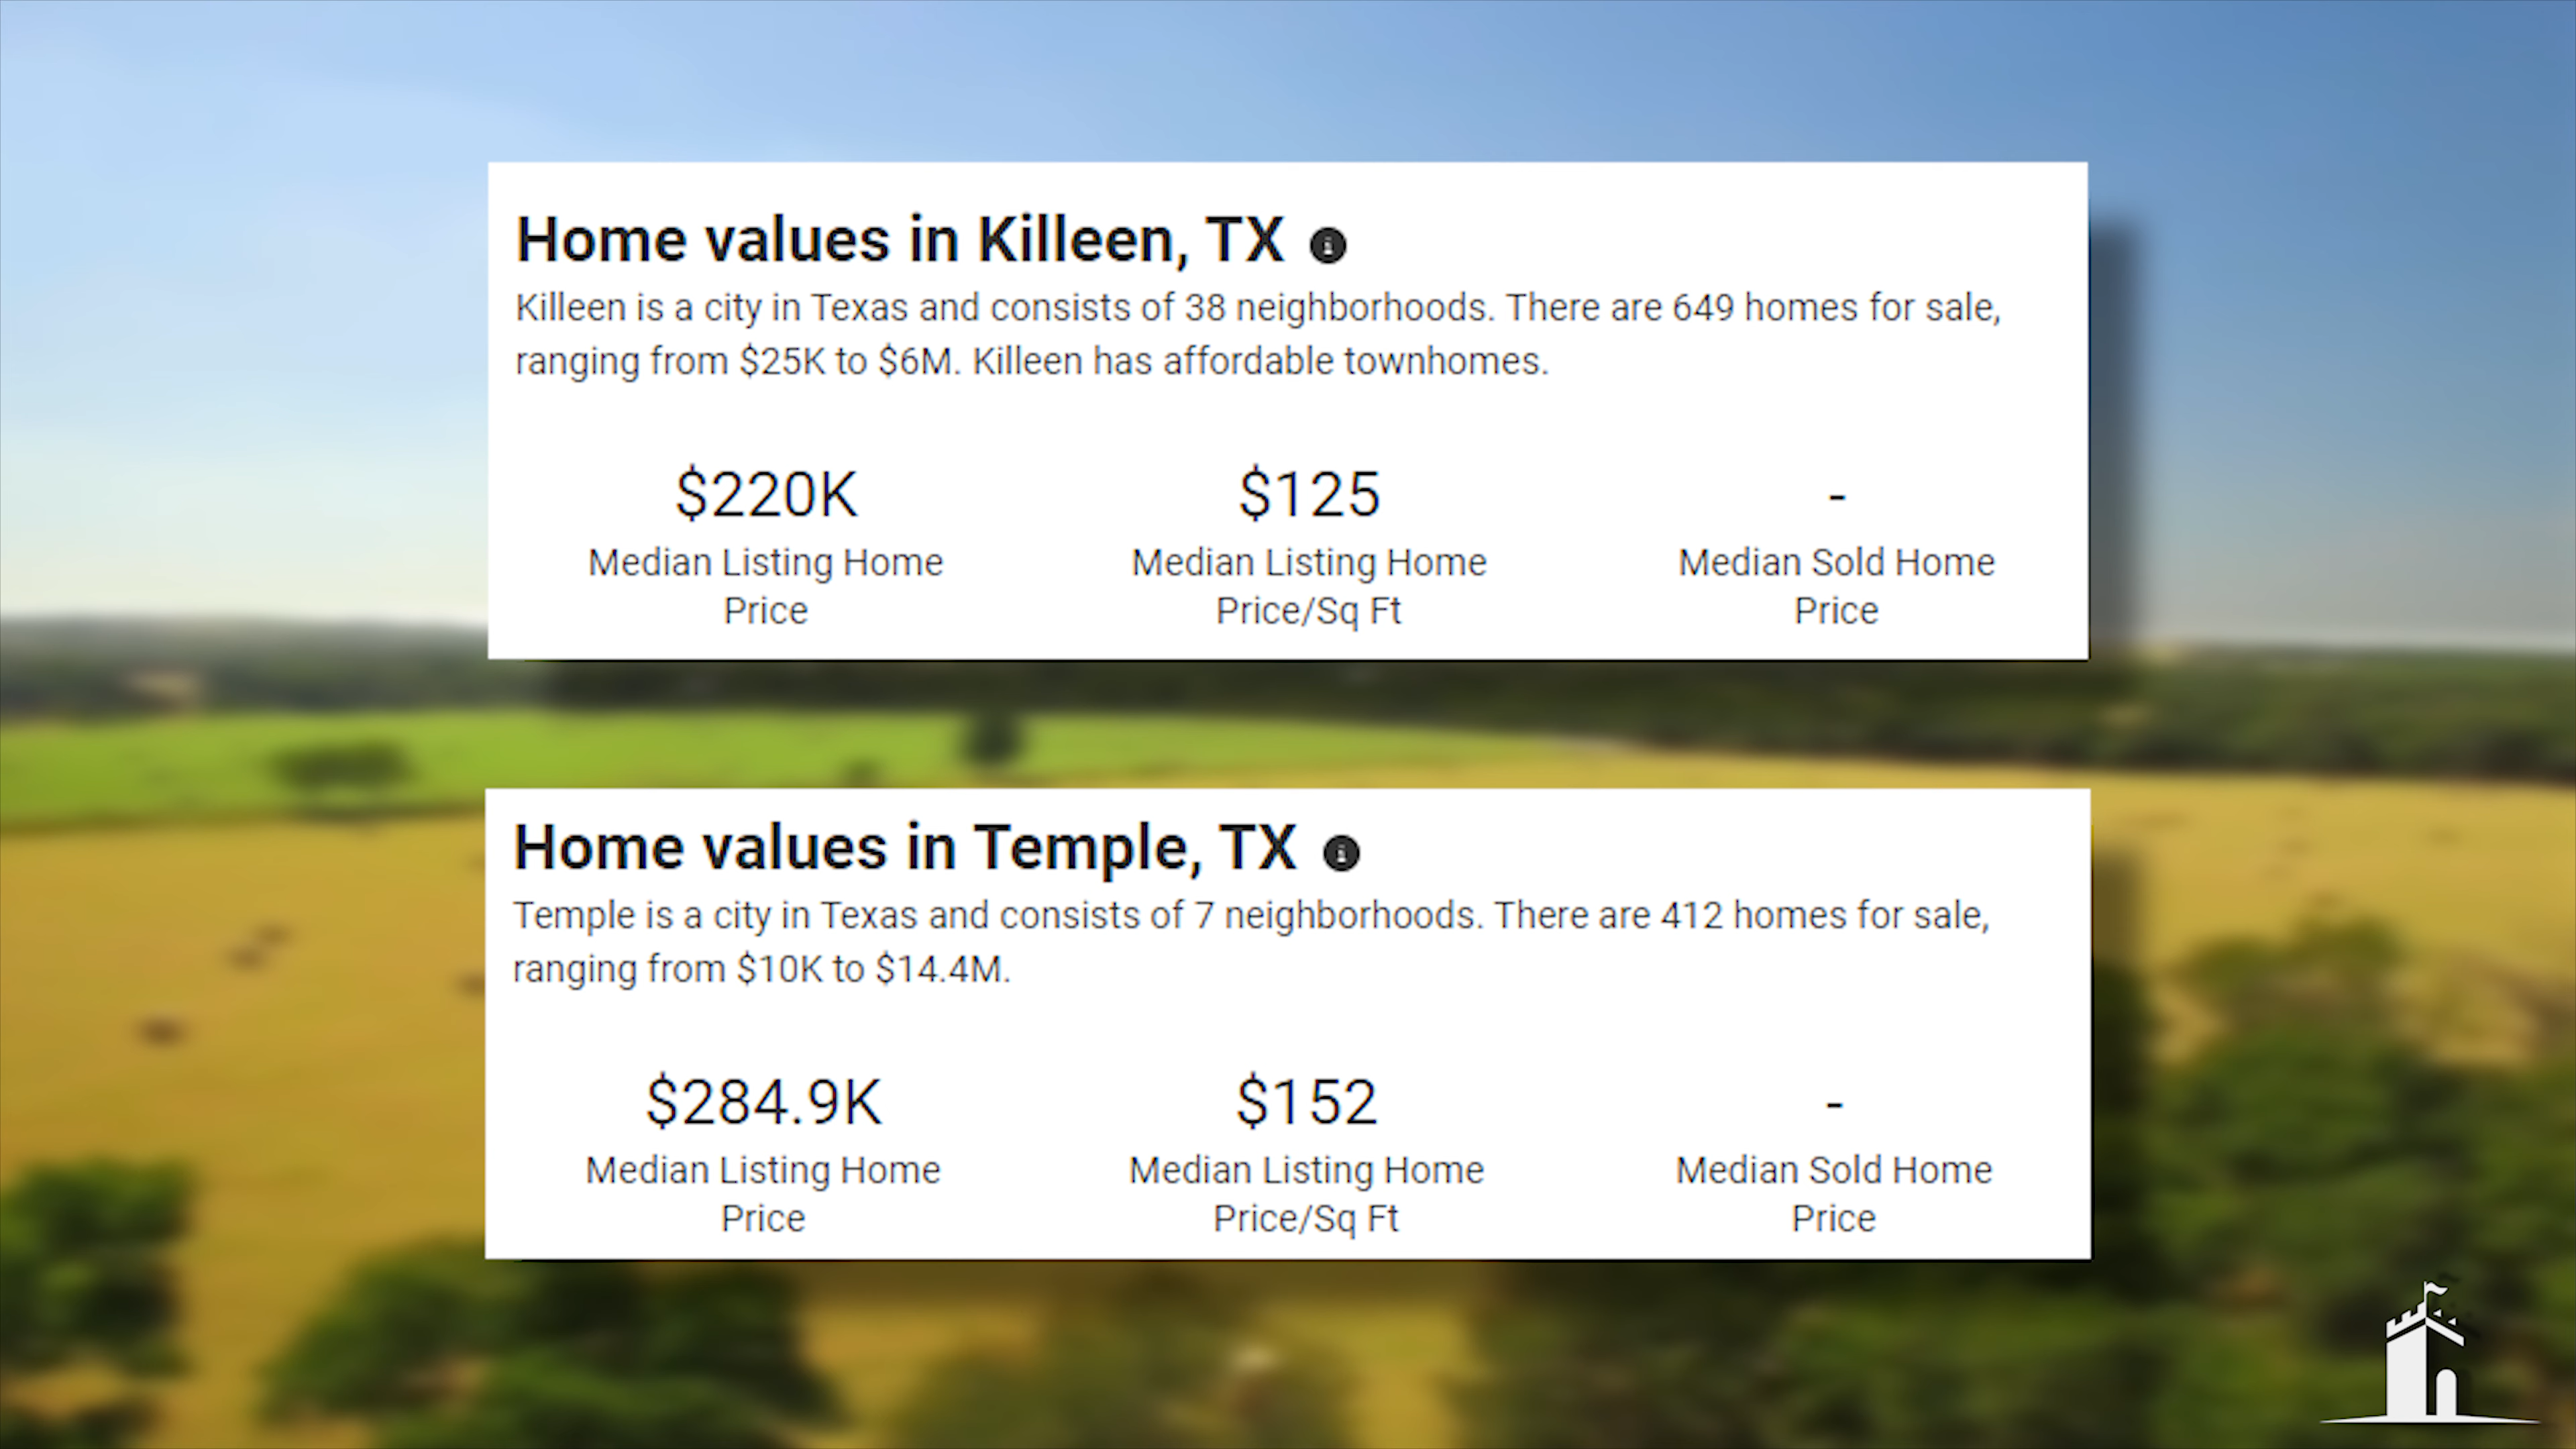 Home values in Killeen, TX
Killeen is a city in Texas and consists of 38 neighborhoods. There are 649 homes for sale,
ranging from $25K to $6M. Killeen has affordable townhomes.
$220K
Median Listing Home
Price
$125
Median Listing Home
Price/Sq Ft
-
Median Sold Home
Price
Home values in Temple, TX
Temple is a city in Texas and consists of 7 neighborhoods. There are 412 homes for sale,
ranging from $10K to $14.4M.
$284.9K
Median Listing Home
Price
$152
Median Listing Home
Price/Sq Ft
-
Median Sold Home
Price